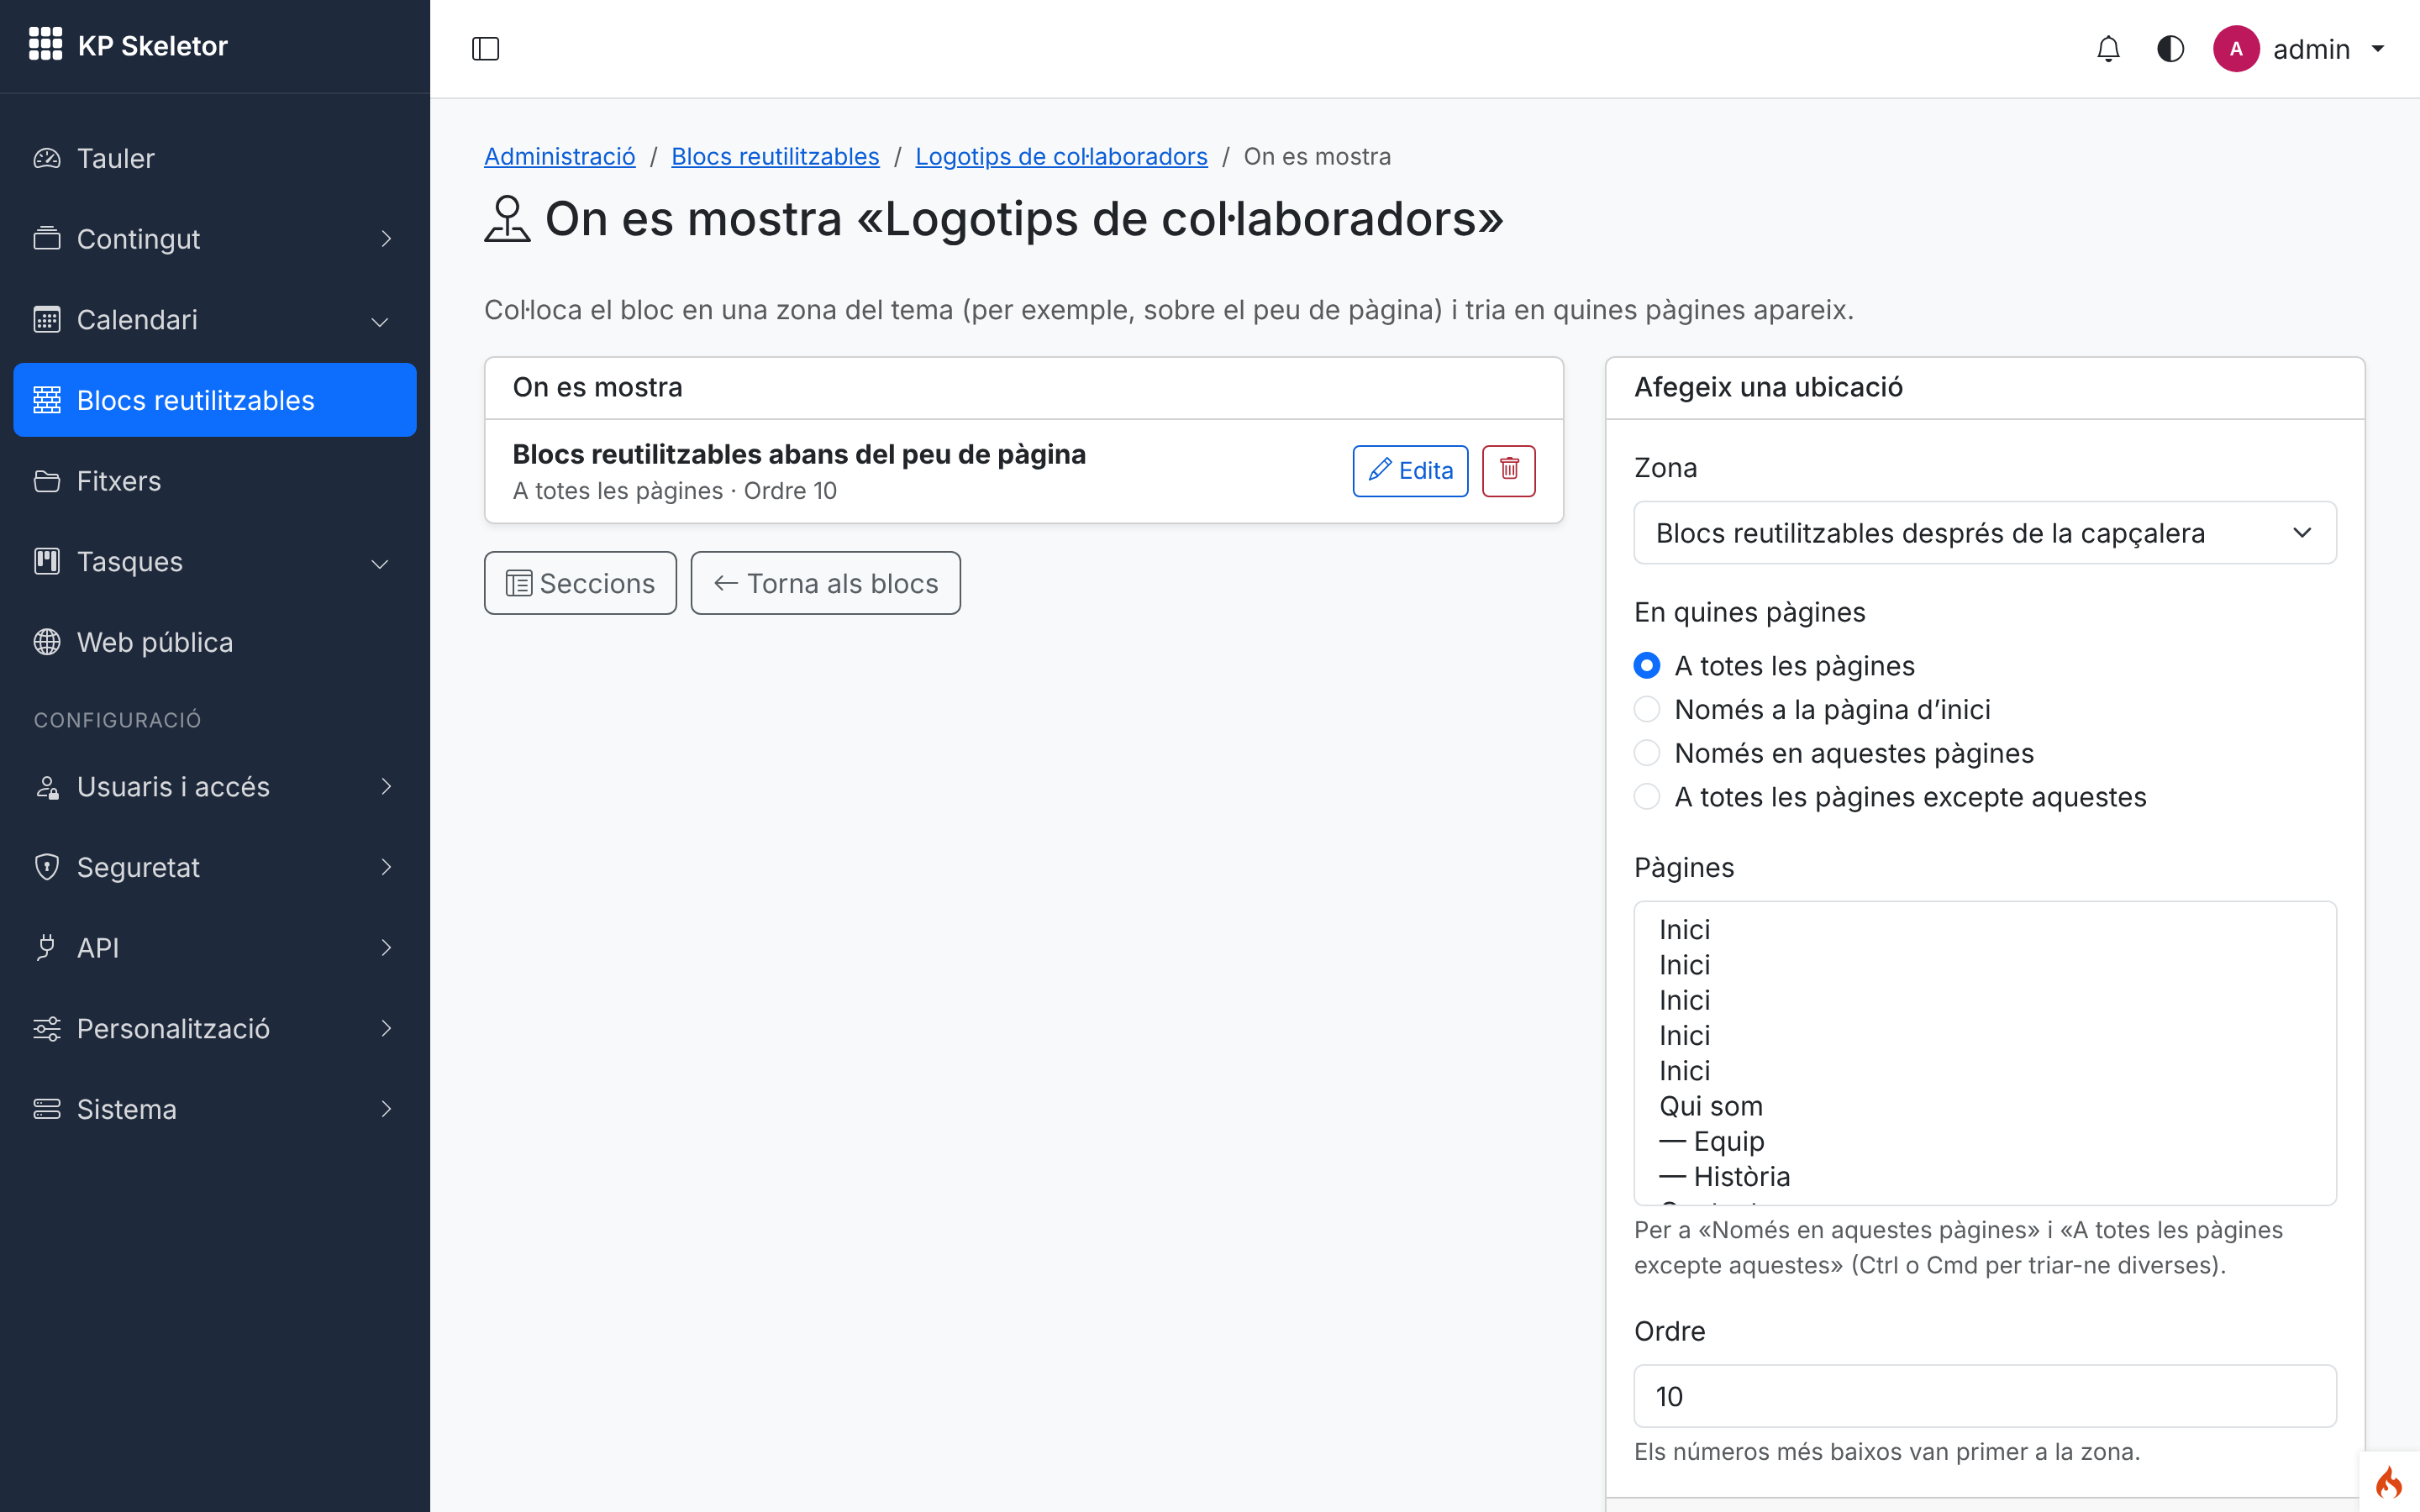 KP Skeletor
A
admin
Tauler
Contingut
Calendari
Blocs reutilitzables
Fitxers
Tasques
Web pública
CONFIGURACIÓ
Usuaris i accés
Seguretat
API
Personalització
Sistema
Administració / Blocs reutilitzables / Logotips de col·laboradors / On es mostra
On es mostra «Logotips de col·laboradors»
Col·loca el bloc en una zona del tema (per exemple, sobre el peu de pàgina) i tria en quines pàgines apareix.
On es mostra
Blocs reutilitzables abans del peu de pàgina
A totes les pàgines · Ordre 10
Edita
Seccions
← Torna als blocs
Afegeix una ubicació
Zona
Blocs reutilitzables després de la capçalera
En quines pàgines
A totes les pàgines
Només a la pàgina d’inici
Només en aquestes pàgines
A totes les pàgines excepte aquestes
Pàgines
Inici
Inici
Inici
Inici
Inici
Qui som
— Equip
— Història
Per a «Només en aquestes pàgines» i «A totes les pàgines
excepte aquestes» (Ctrl o Cmd per triar-ne diverses).
Ordre
10
Els números més baixos van primer a la zona.